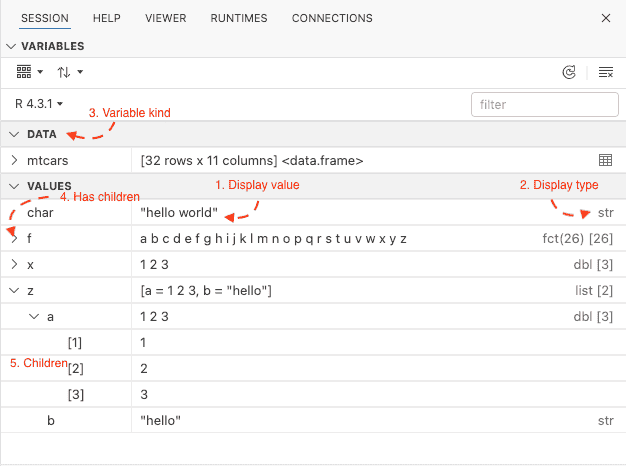 SESSION HELP VIEWER RUNTIMES CONNECTIONS
VARIABLES
R 4.3.1 filter
3. Variable kind
DATA
mtcars [32 rows x 11 columns] <data.frame>
VALUES
1. Display value 2. Display type
4. Has children
char "hello world" str
f a b c d e f g h i j k l m n o p q r s t u v w x y z fct(26) [26]
x 1 2 3 dbl [3]
z [a = 1 2 3, b = "hello"] list [2]
a 1 2 3 dbl [3]
[1] 1
5. Children [2] 2
[3] 3
b "hello" str